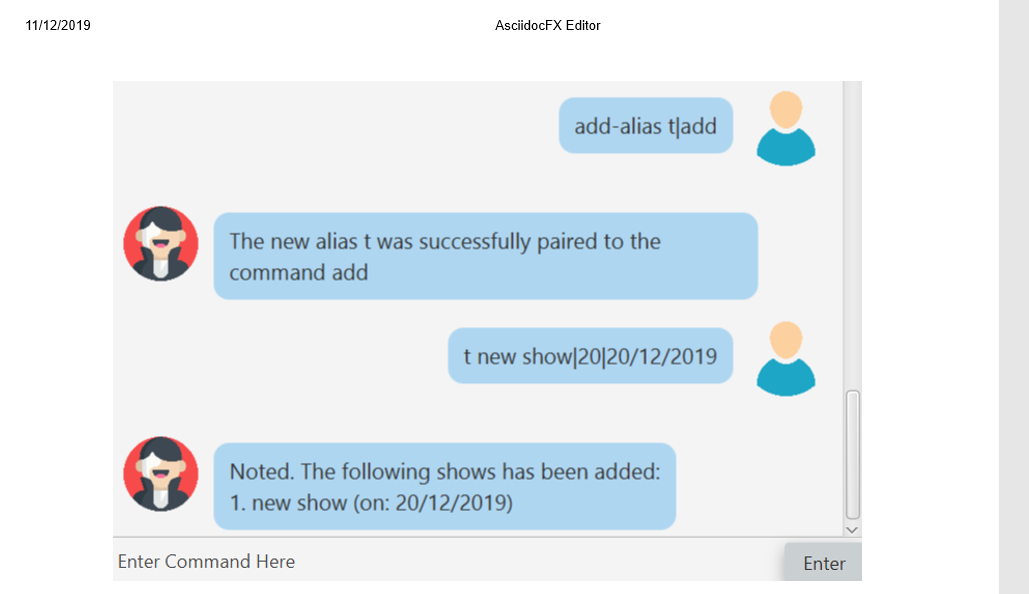 11/12/2019 AsciidocFX Editor
add-alias t|add
The new alias t was successfully paired to the
command add
t new show|20|20/12/2019
Noted. The following shows has been added:
1. new show (on: 20/12/2019)
Enter Command Here Enter